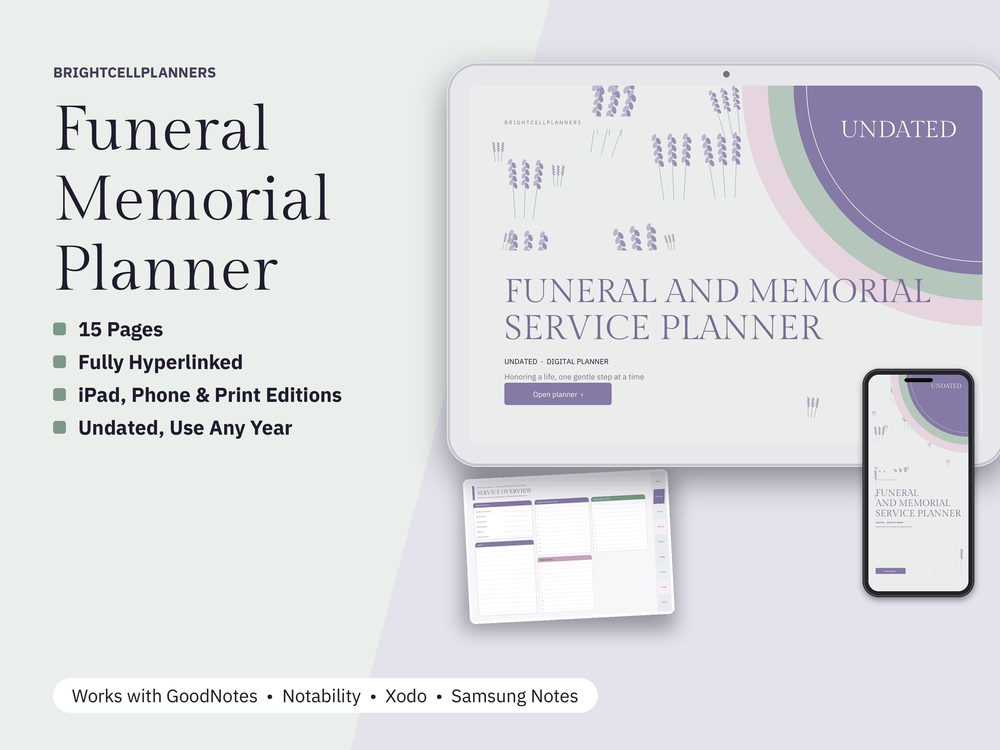 BRIGHTCELLPLANNERS
Funeral
Memorial
Planner
15 Pages
Fully Hyperlinked
iPad, Phone & Print Editions
Undated, Use Any Year
BRIGHTCELLPLANNERS
UNDATED
FUNERAL AND MEMORIAL
SERVICE PLANNER
UNDATED · DIGITAL PLANNER
Honoring a life, one gentle step at a time
Open planner ›
UNDATED
FUNERAL
AND MEMORIAL
SERVICE PLANNER
SERVICE OVERVIEW
Works with GoodNotes • Notability • Xodo • Samsung Notes